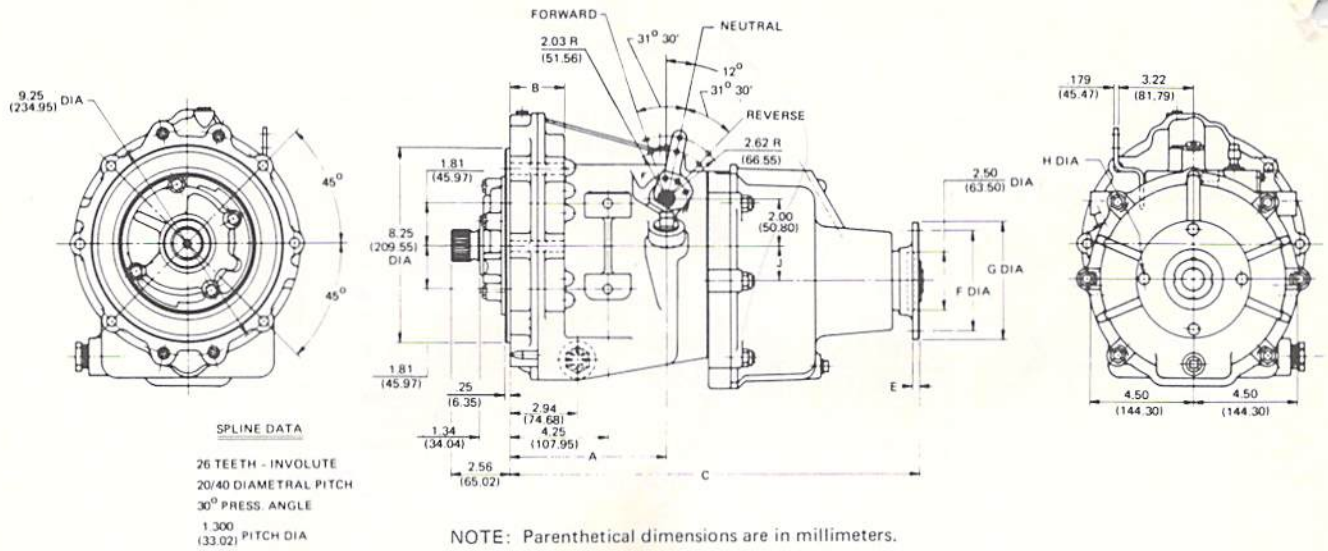 9.25
(234.95) DIA
45°
45°
SPLINE DATA
26 TEETH - INVOLUTE
20/40 DIAMETRAL PITCH
30° PRESS. ANGLE
1.300
(33.02) PITCH DIA
FORWARD
NEUTRAL
2.03 R
(51.56)
31° 30'
12°
31° 30'
REVERSE
2.62 R
(66.55)
B
1.81
(45.97)
8.25
(209.55)
DIA
1.81
(45.97)
.25
(6.35)
2.94
(74.68)
1.34
(34.04)
4.25
(107.95)
A
2.56
(65.02)
C
2.00
(50.80)
J
2.50
(63.50) DIA
G DIA
F DIA
E
179
(45.47)
3.22
(81.79)
H DIA
4.50
(144.30)
4.50
(144.30)
NOTE: Parenthetical dimensions are in millimeters.